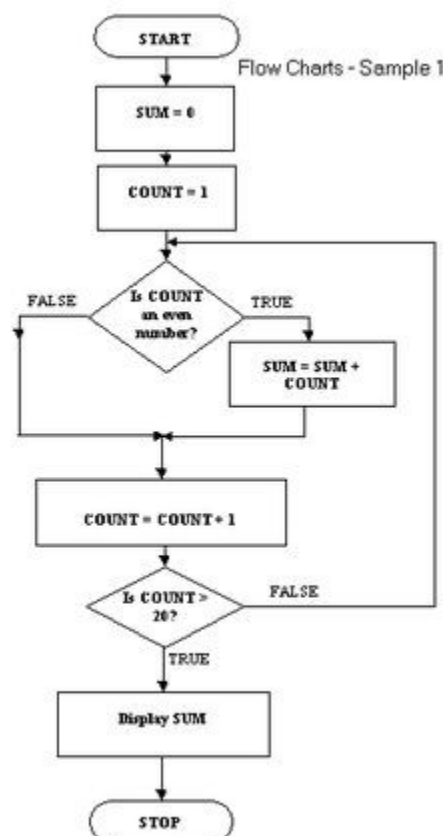 START
Flow Charts - Sample 1
SUM = 0
COUNT = 1
Is COUNT
an even
number?
FALSE
TRUE
SUM = SUM +
COUNT
COUNT = COUNT + 1
Is COUNT >
20?
FALSE
TRUE
Display SUM
STOP